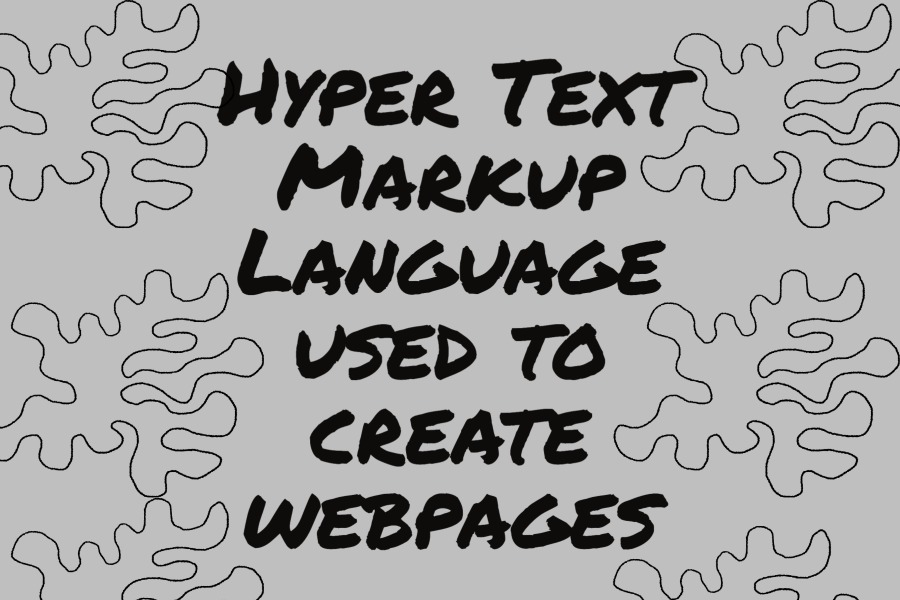 Hyper Text
Markup
Language
used to
create
webpages